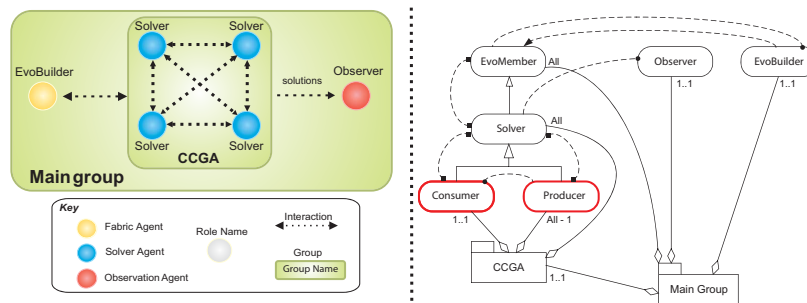 Solver
Solver
EvoBuilder
solutions
Observer
Solver
Solver
CCGA
Main group
Key
Fabric Agent
Solver Agent
Observation Agent
Role Name
Interaction
Group
Group Name
EvoMember
All
Observer
1..1
EvoBuilder
1..1
Solver
All
Consumer
Producer
1..1
All - 1
CCGA
1..1
Main Group